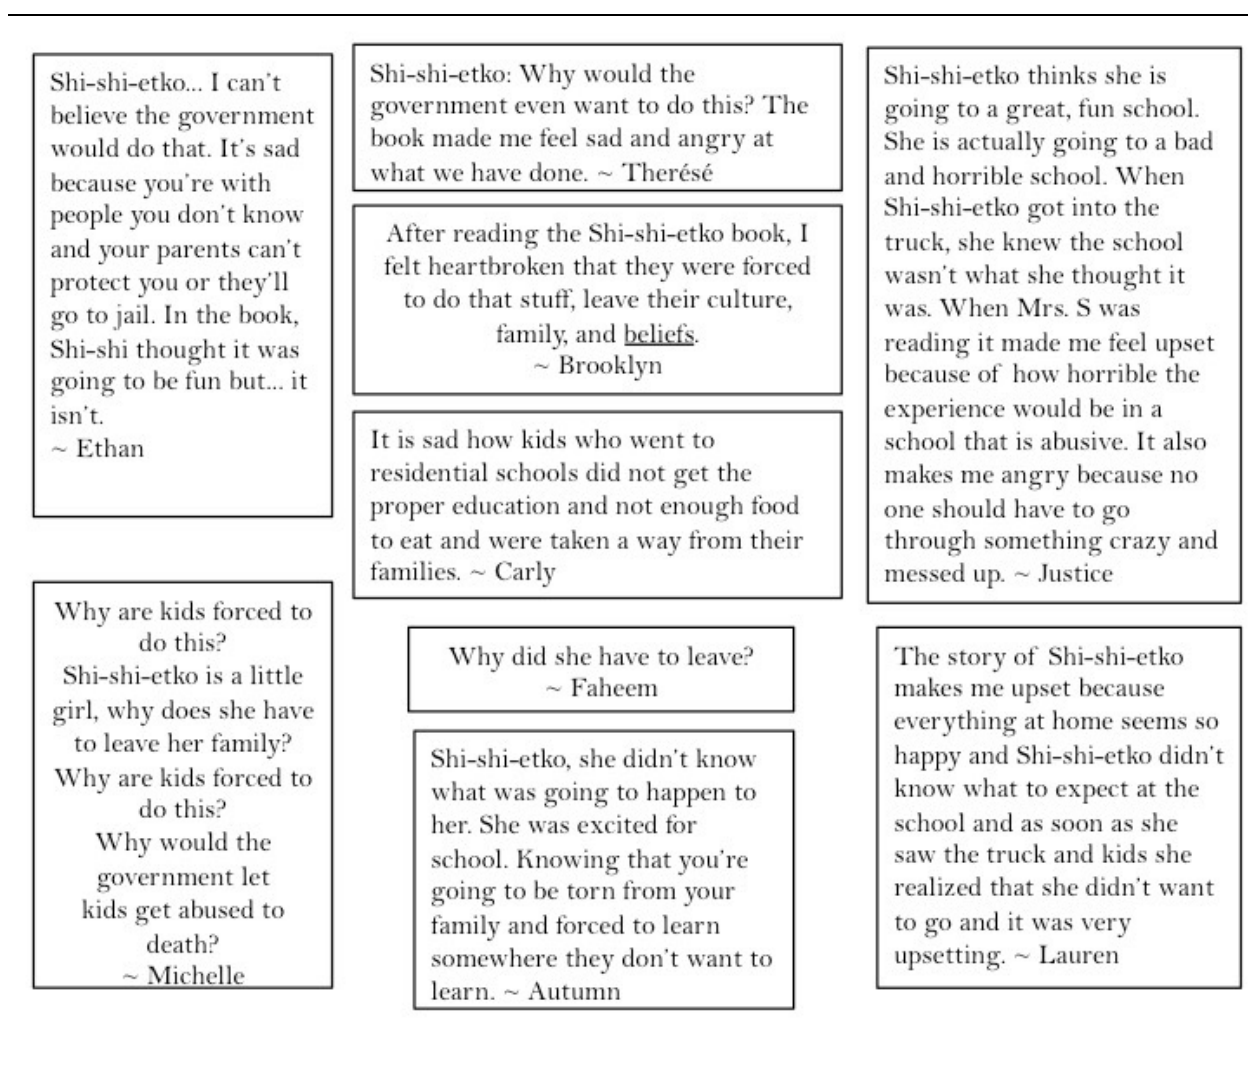 Shi-shi-etko... I can't
believe the government
would do that. It's sad
because you're with
people you don't know
and your parents can't
protect you or they'll
go to jail. In the book,
Shi-shi thought it was
going to be fun but... it
isn't.
~ Ethan
Shi-shi-etko: Why would the
government even want to do this? The
book made me feel sad and angry at
what we have done. ~ Therésé
After reading the Shi-shi-etko book, I
felt heartbroken that they were forced
to do that stuff, leave their culture,
family, and beliefs.
~ Brooklyn
It is sad how kids who went to
residential schools did not get the
proper education and not enough food
to eat and were taken a way from their
families. ~ Carly
Shi-shi-etko thinks she is
going to a great, fun school.
She is actually going to a bad
and horrible school. When
Shi-shi-etko got into the
truck, she knew the school
wasn't what she thought it
was. When Mrs. S was
reading it made me feel upset
because of how horrible the
experience would be in a
school that is abusive. It also
makes me angry because no
one should have to go
through something crazy and
messed up. ~ Justice
Why are kids forced to
do this?
Shi-shi-etko is a little
girl, why does she have
to leave her family?
Why are kids forced to
do this?
Why would the
government let
kids get abused to
death?
~ Michelle
Why did she have to leave?
~ Faheem
Shi-shi-etko, she didn't know
what was going to happen to
her. She was excited for
school. Knowing that you're
going to be torn from your
family and forced to learn
somewhere they don't want to
learn. ~ Autumn
The story of Shi-shi-etko
makes me upset because
everything at home seems so
happy and Shi-shi-etko didn't
know what to expect at the
school and as soon as she
saw the truck and kids she
realized that she didn't want
to go and it was very
upsetting. ~ Lauren